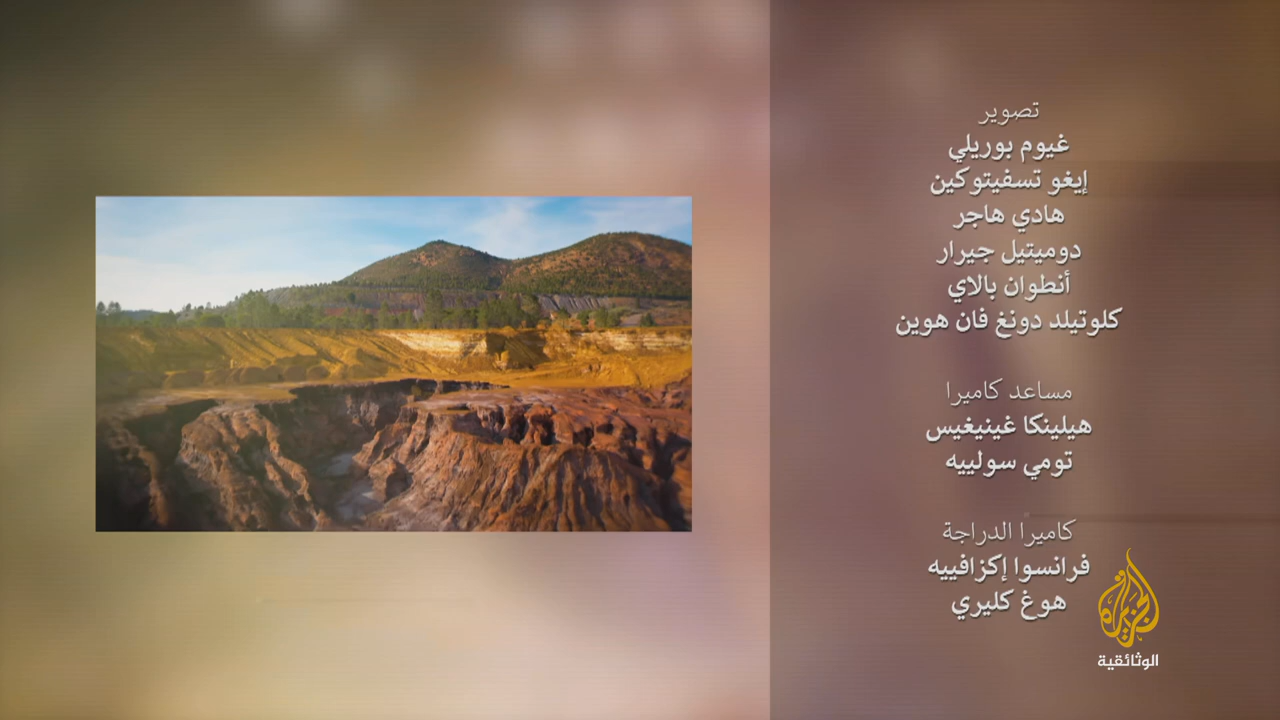 تصوير
غيوم بوريلي
إيغو تسفيتوكين
هادي هاجر
دوميتيل جيرار
أنطوان بالاي
كلوتيلد دونغ فان هوين
مساعد كاميرا
هيلينكا غينيغيس
تومي سولييه
كاميرا الدراجة
فرانسوا إكزافييه
هوغ كليري
الجزيرة
الوثائقية